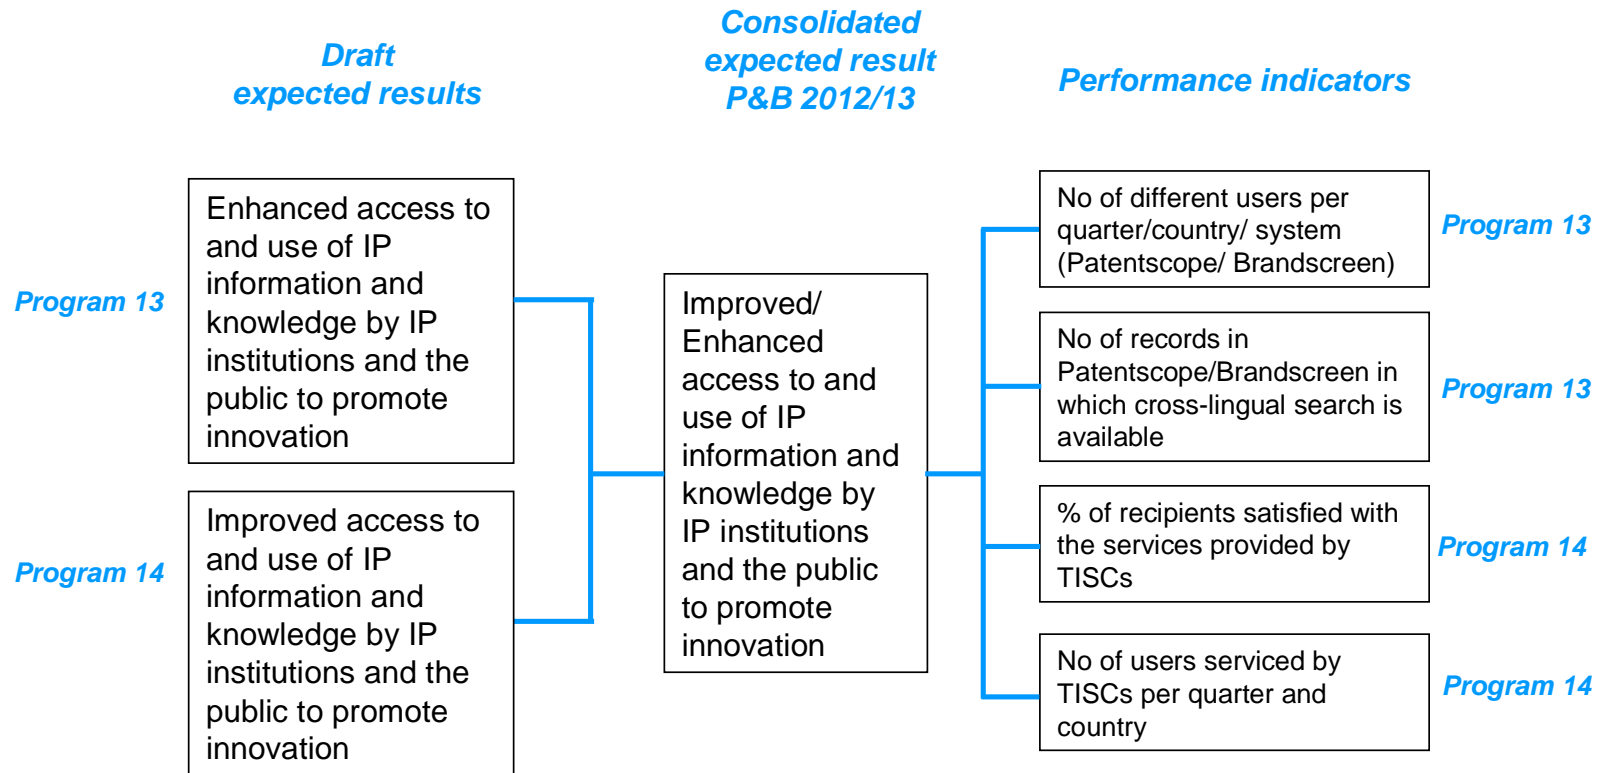 Draft
expected results
Consolidated
expected result
P&B 2012/13
Performance indicators
Program 13
Enhanced access to
and use of IP
information and
knowledge by IP
institutions and the
public to promote
innovation
Program 14
Improved access to
and use of IP
information and
knowledge by IP
institutions and the
public to promote
innovation
Improved/
Enhanced
access to and
use of IP
information and
knowledge by
IP institutions
and the public
to promote
innovation
No of different users per
quarter/country/ system
(Patentscope/ Brandscreen)
Program 13
No of records in
Patentscope/Brandscreen in
which cross-lingual search is
available
Program 13
% of recipients satisfied with
the services provided by
TISCs
Program 14
No of users serviced by
TISCs per quarter and
country
Program 14